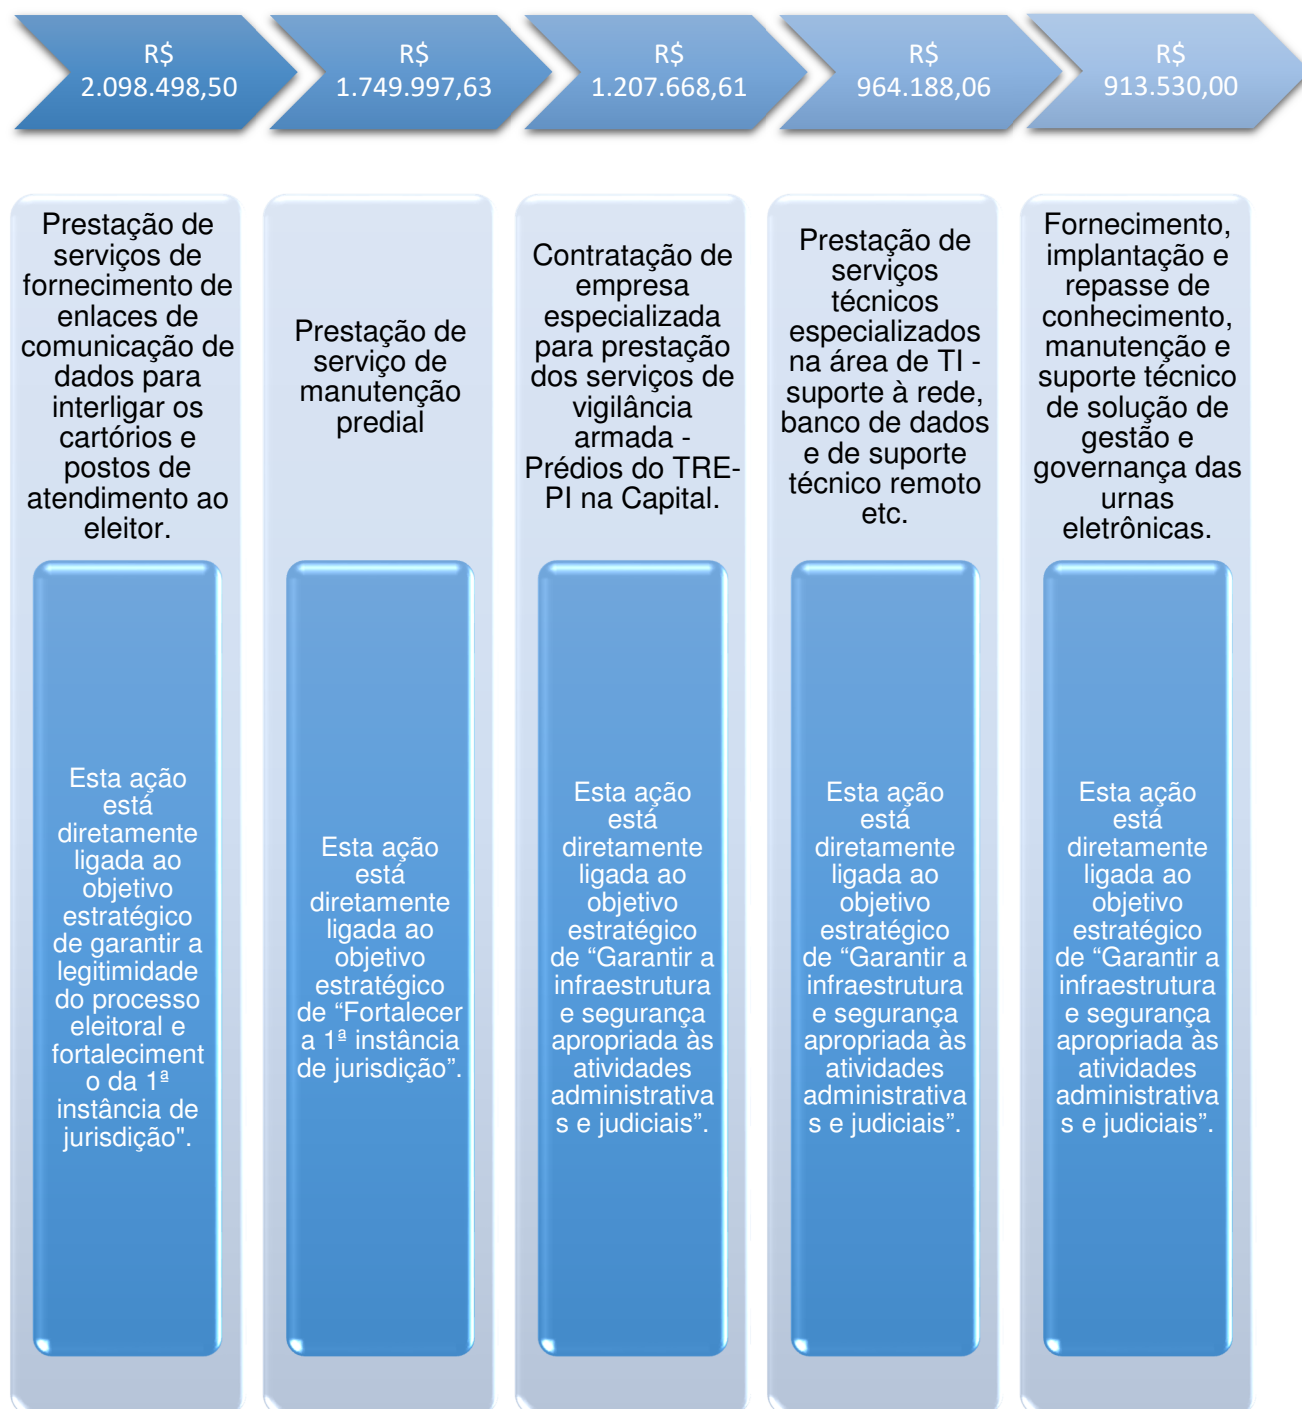 R$
2.098.498,50
R$
1.749.997,63
R$
1.207.668,61
R$
964.188,06
R$
913.530,00
Prestação de
serviços de
fornecimento de
enlaces de
comunicação de
dados para
interligar os
cartórios e
postos de
atendimento ao
eleitor.
Esta ação
está
diretamente
ligada ao
objetivo
estratégico
de garantir a
legitimidade
do processo
eleitoral e
fortaleciment
o da 1ª
instância de
jurisdição".
Prestação de
serviço de
manutenção
predial
Esta ação
está
diretamente
ligada ao
objetivo
estratégico
de “Fortalecer
a 1ª instância
de jurisdição”.
Contratação de
empresa
especializada
para prestação
dos serviços de
vigilância
armada -
Prédios do TRE-
PI na Capital.
Esta ação
está
diretamente
ligada ao
objetivo
estratégico
de “Garantir a
infraestrutura
e segurança
apropriada às
atividades
administrativa
s e judiciais”.
Prestação de
serviços
técnicos
especializados
na área de TI -
suporte à rede,
banco de dados
e de suporte
técnico remoto
etc.
Esta ação
está
diretamente
ligada ao
objetivo
estratégico
de “Garantir a
infraestrutura
e segurança
apropriada às
atividades
administrativa
s e judiciais”.
Fornecimento,
implantação e
repasse de
conhecimento,
manutenção e
suporte técnico
de solução de
gestão e
governança das
urnas
eletrônicas.
Esta ação
está
diretamente
ligada ao
objetivo
estratégico
de “Garantir a
infraestrutura
e segurança
apropriada às
atividades
administrativa
s e judiciais”.